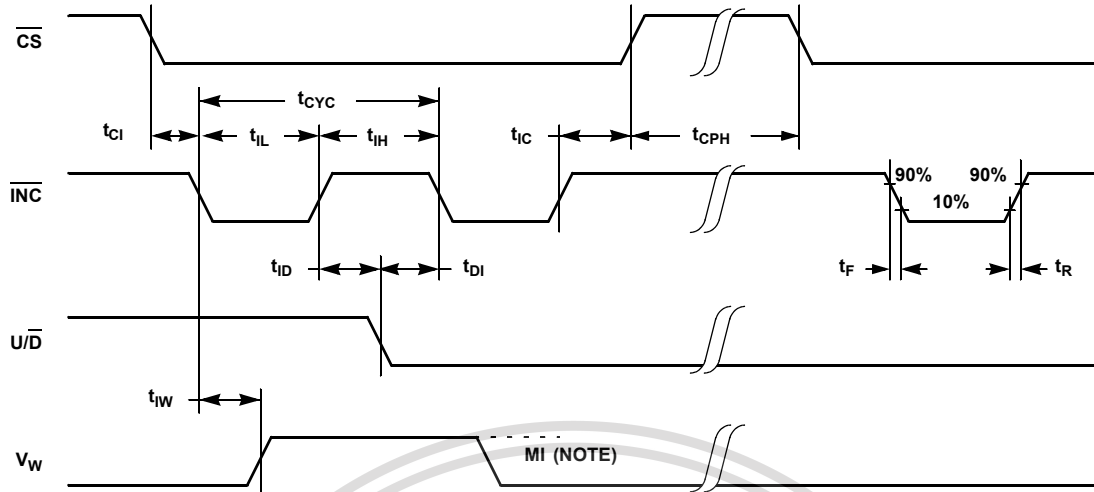 CS
tCYC
tCI tIL tIH tIC tCPH
INC
90% 90%
10%
tID tDI tF tR
U/D
tIW
VW
MI (NOTE)